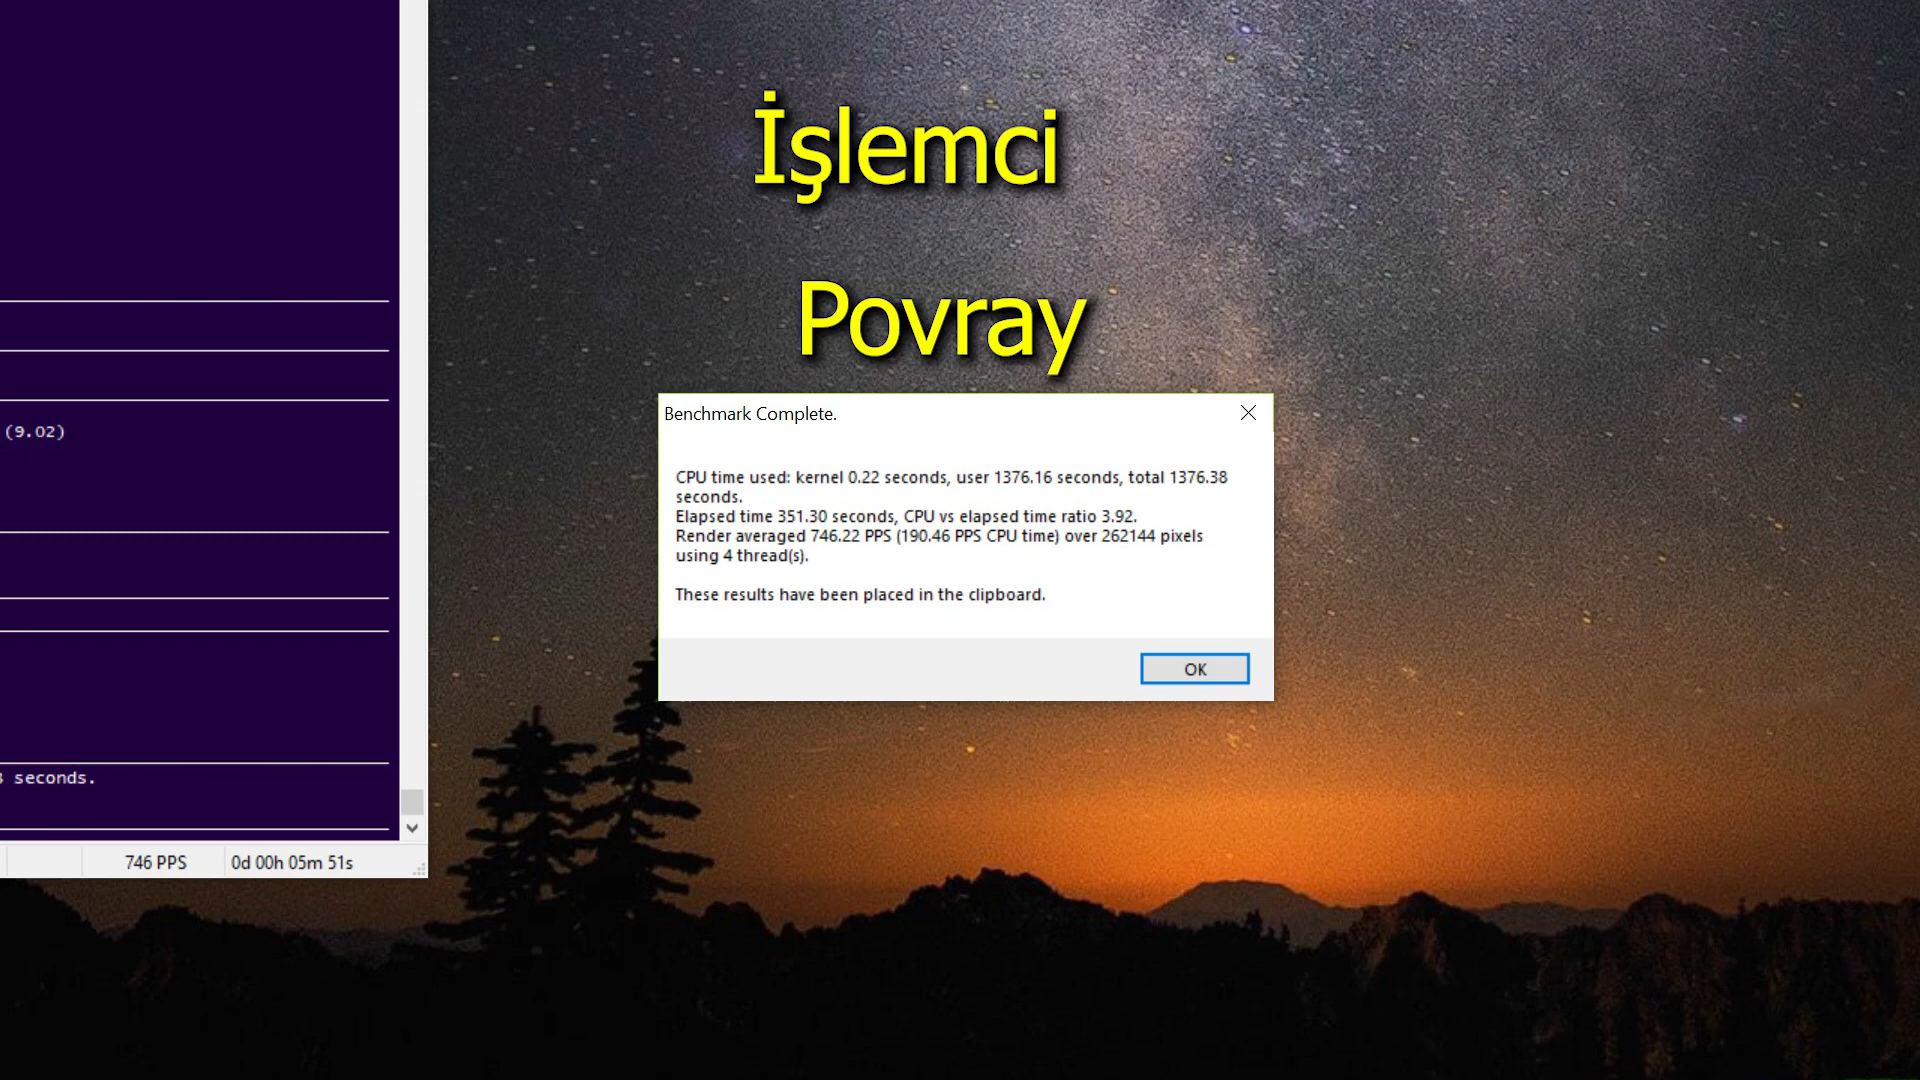 İşlemci
Povray
Benchmark Complete.
CPU time used: kernel 0.22 seconds, user 1376.16 seconds, total 1376.38
seconds.
Elapsed time 351.30 seconds, CPU vs elapsed time ratio 3.92.
Render averaged 746.22 PPS (190.46 PPS CPU time) over 262144 pixels
using 4 thread(s).
These results have been placed in the clipboard.
OK
(9.02)
seconds.
746 PPS
0d 00h 05m 51s